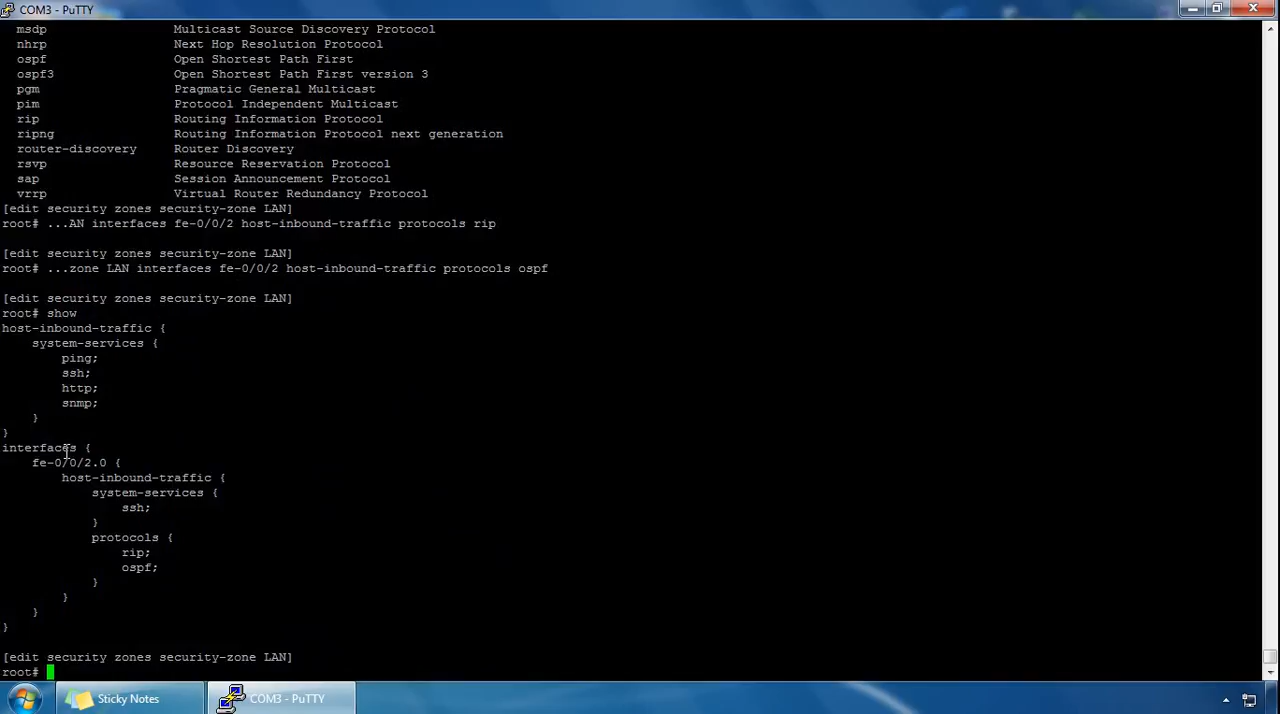 COM3 - PuTTY
msdp Multicast Source Discovery Protocol
nhrp Next Hop Resolution Protocol
ospf Open Shortest Path First
ospf3 Open Shortest Path First version 3
pgm Pragmatic General Multicast
pim Protocol Independent Multicast
rip Routing Information Protocol
ripng Routing Information Protocol next generation
router-discovery Router Discovery
rsvp Resource Reservation Protocol
sap Session Announcement Protocol
vrrp Virtual Router Redundancy Protocol
[edit security zones security-zone LAN]
root# ...AN interfaces fe-0/0/2 host-inbound-traffic protocols rip
[edit security zones security-zone LAN]
root# ...zone LAN interfaces fe-0/0/2 host-inbound-traffic protocols ospf
[edit security zones security-zone LAN]
root# show
host-inbound-traffic {
system-services {
ping;
ssh;
http;
snmp;
}
}
interfaces {
fe-0/0/2.0 {
host-inbound-traffic {
system-services {
ssh;
}
protocols {
rip;
ospf;
}
}
}
}
[edit security zones security-zone LAN]
root#
Sticky Notes
COM3 - PuTTY